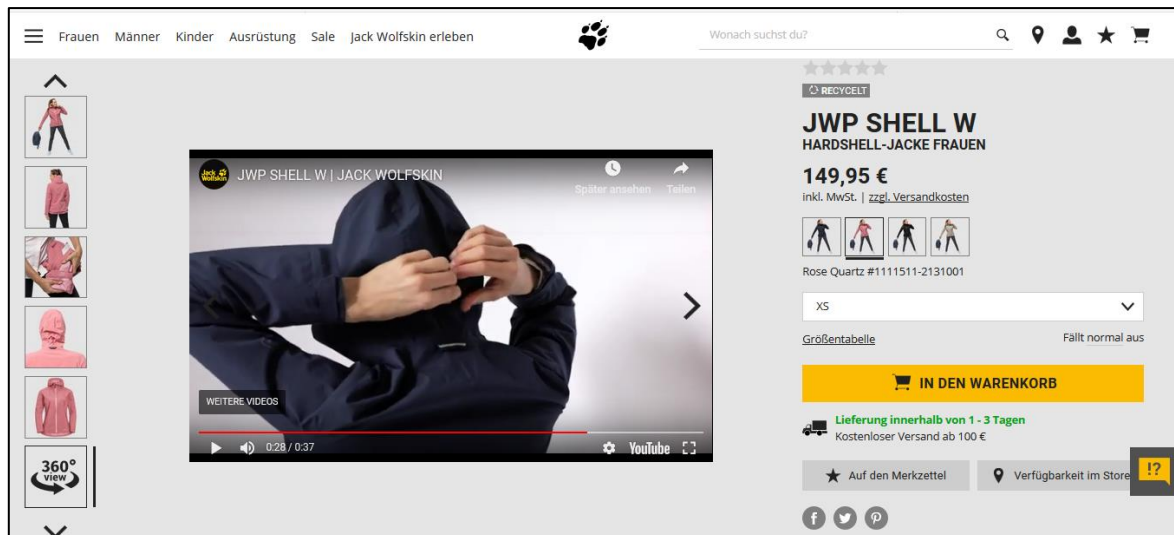 Frauen Männer Kinder Ausrüstung Sale Jack Wolfskin erleben
Wonach suchst du?
RECYCELT
JWP SHELL W
HARDSHELL-JACKE FRAUEN
149,95 €
inkl. MwSt. | zzgl. Versandkosten
Rose Quartz #1111511-2131001
XS
Größentabelle
Fällt normal aus
IN DEN WARENKORB
Lieferung innerhalb von 1 - 3 Tagen
Kostenloser Versand ab 100 €
Auf den Merkzettel
Verfügbarkeit im Store
!?
Jack Wolfskin
JWP SHELL W | JACK WOLFSKIN
Später ansehen
Teilen
WEITERE VIDEOS
0:28 / 0:37
YouTube
360°
view